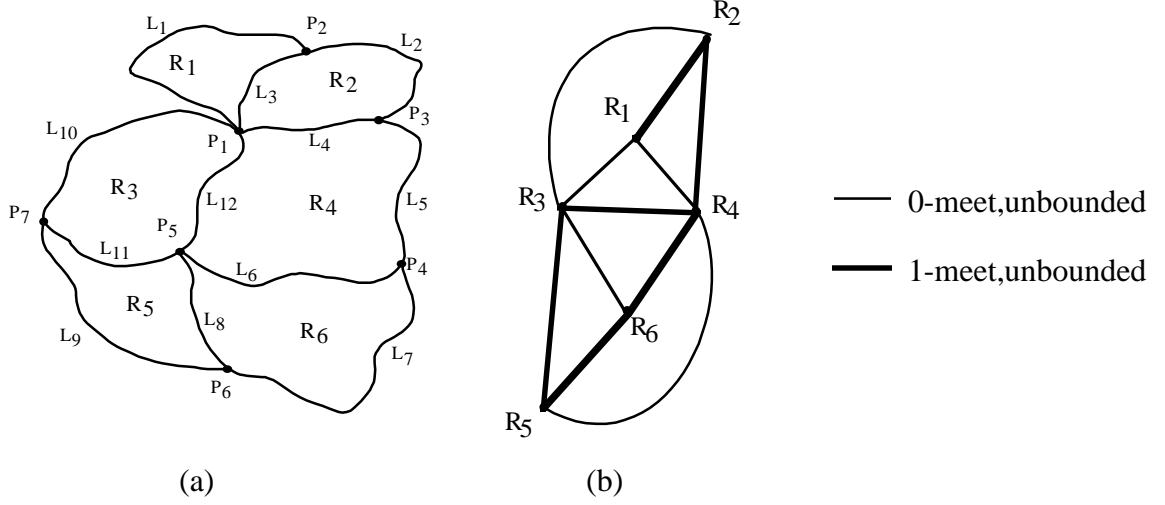 L1
P2
L2
R1
R2
L3
P3
L10
P1
L4
R3
L12
R4
L5
P7
P5
L11
L6
P4
R5
L8
R6
L9
L7
P6
(a)
R2
R1
R3
R4
R6
R5
(b)
0-meet,unbounded
1-meet,unbounded